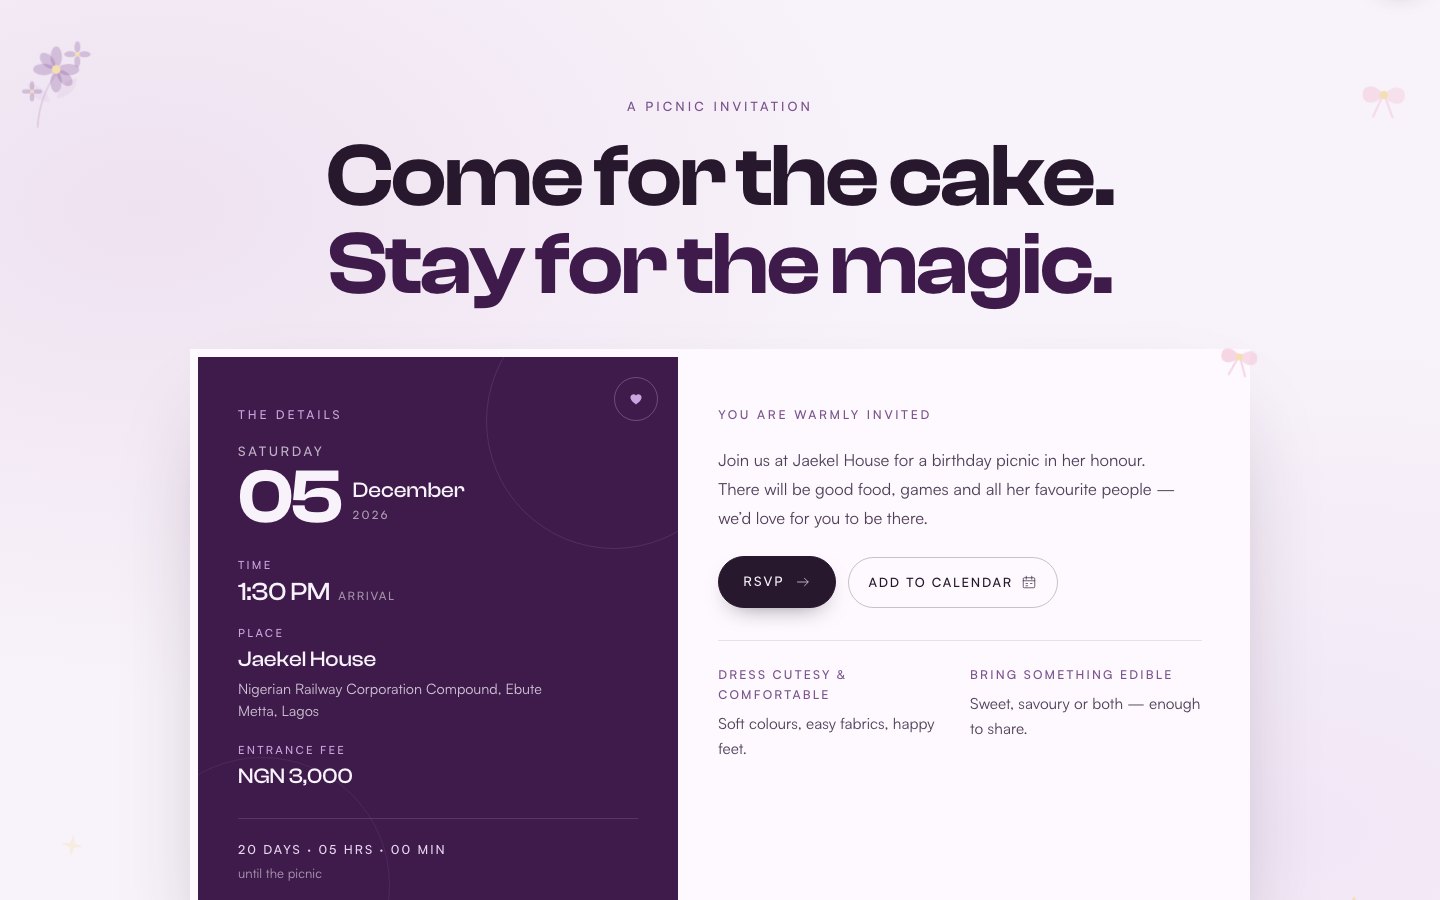 A PICNIC INVITATION
Come for the cake.
Stay for the magic.
THE DETAILS
SATURDAY
05 December
2026
TIME
1:30 PM ARRIVAL
PLACE
Jaekel House
Nigerian Railway Corporation Compound, Ebute
Metta, Lagos
ENTRANCE FEE
NGN 3,000
20 DAYS · 05 HRS · 00 MIN
until the picnic
YOU ARE WARMLY INVITED
Join us at Jaekel House for a birthday picnic in her honour.
There will be good food, games and all her favourite people —
we’d love for you to be there.
RSVP →
ADD TO CALENDAR
DRESS CUTESY &
COMFORTABLE
Soft colours, easy fabrics, happy
feet.
BRING SOMETHING EDIBLE
Sweet, savoury or both — enough
to share.